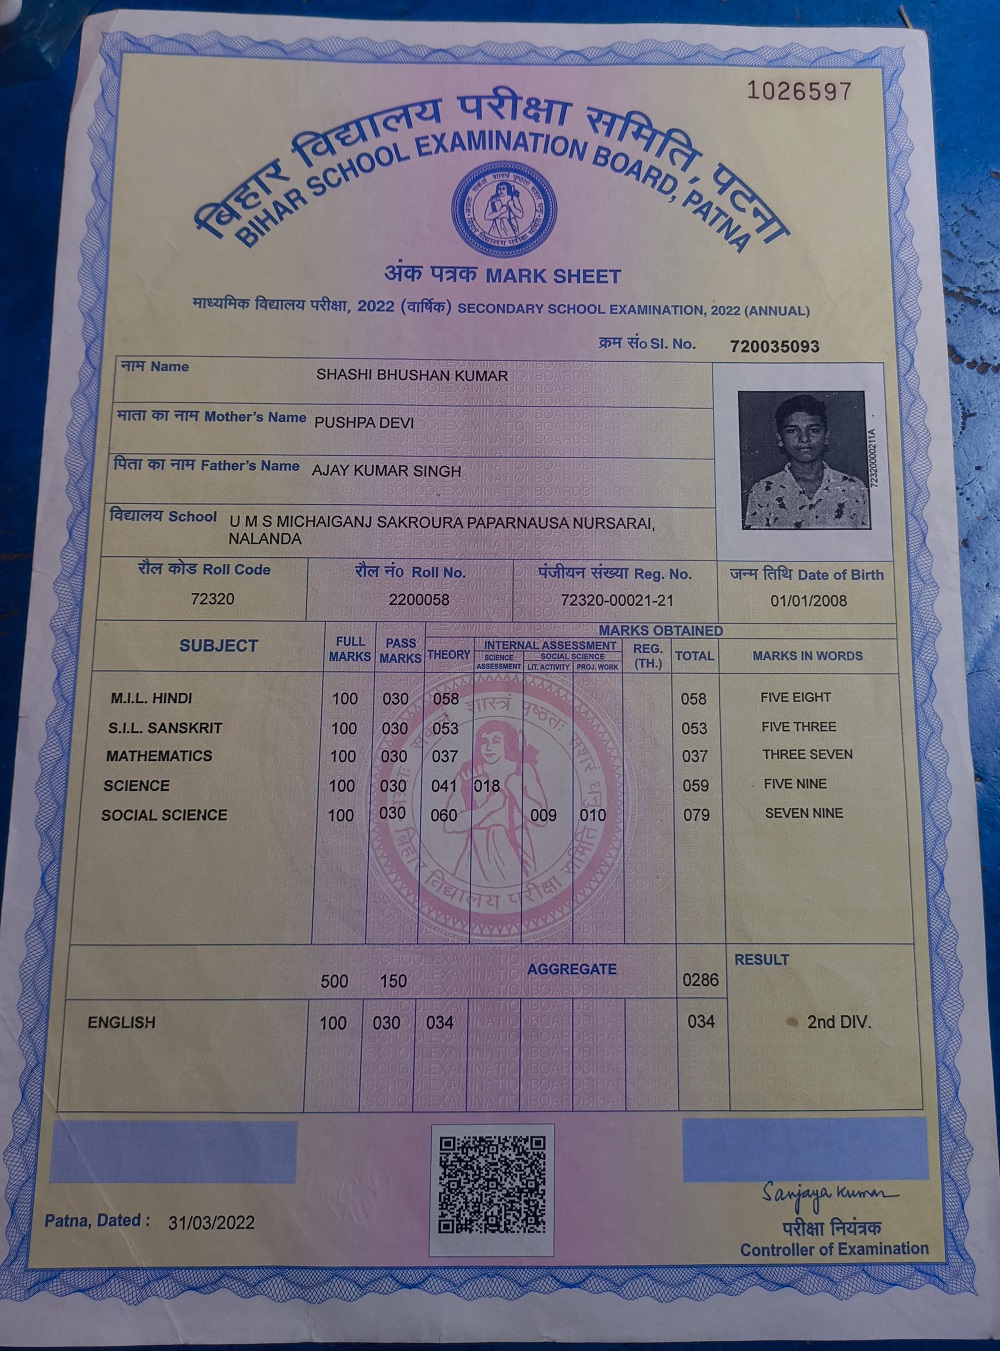 1026597
बिहार विद्यालय परीक्षा समिति, पटना
BIHAR SCHOOL EXAMINATION BOARD, PATNA
अंक पत्रक MARK SHEET
माध्यमिक विद्यालय परीक्षा, 2022 (वार्षिक) SECONDARY SCHOOL EXAMINATION, 2022 (ANNUAL)
क्रम सं० Sl. No. 720035093
नाम Name SHASHI BHUSHAN KUMAR
माता का नाम Mother's Name PUSHPA DEVI
पिता का नाम Father's Name AJAY KUMAR SINGH
72320000211A
विद्यालय School U M S MICHAIGANJ SAKROURA PAPARNAUSA NURSARAI,
NALANDA
रौल कोड Roll Code रौल नं० Roll No. पंजीयन संख्या Reg. No. जन्म तिथि Date of Birth
72320 2200058 72320-00021-21 01/01/2008
SUBJECT FULL MARKS PASS MARKS MARKS OBTAINED
THEORY INTERNAL ASSESSMENT REG. (TH.) TOTAL MARKS IN WORDS
SCIENCE ASSESSMENT SOCIAL SCIENCE
LIT. ACTIVITY PROJ. WORK
M.I.L. HINDI 100 030 058 058 FIVE EIGHT
S.I.L. SANSKRIT 100 030 053 053 FIVE THREE
MATHEMATICS 100 030 037 037 THREE SEVEN
SCIENCE 100 030 041 018 059 FIVE NINE
SOCIAL SCIENCE 100 030 060 009 010 079 SEVEN NINE
बिहार विद्यालय परीक्षा समिति
500 150 AGGREGATE 0286 RESULT
ENGLISH 100 030 034 034 2nd DIV.
Sanjaya Kumar
Patna, Dated : 31/03/2022
परीक्षा नियंत्रक
Controller of Examination